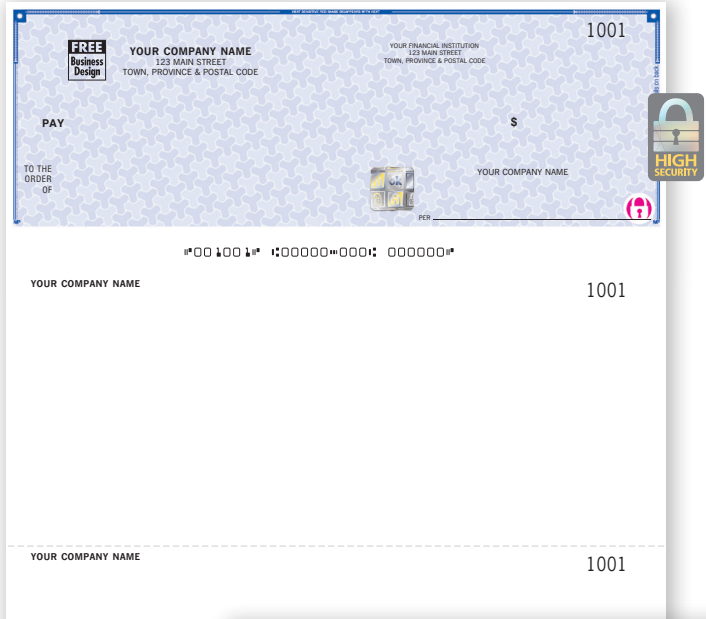 1001
FREE
Business
Design
YOUR COMPANY NAME
123 MAIN STREET
TOWN, PROVINCE & POSTAL CODE
YOUR FINANCIAL INSTITUTION
123 MAIN STREET
TOWN, PROVINCE & POSTAL CODE
on back
PAY
$
HIGH
SECURITY
TO THE
ORDER
OF
YOUR COMPANY NAME
PER
⑈001001⑈ ⑆00000⑉000⑆ 000000⑈
YOUR COMPANY NAME
1001
YOUR COMPANY NAME
1001